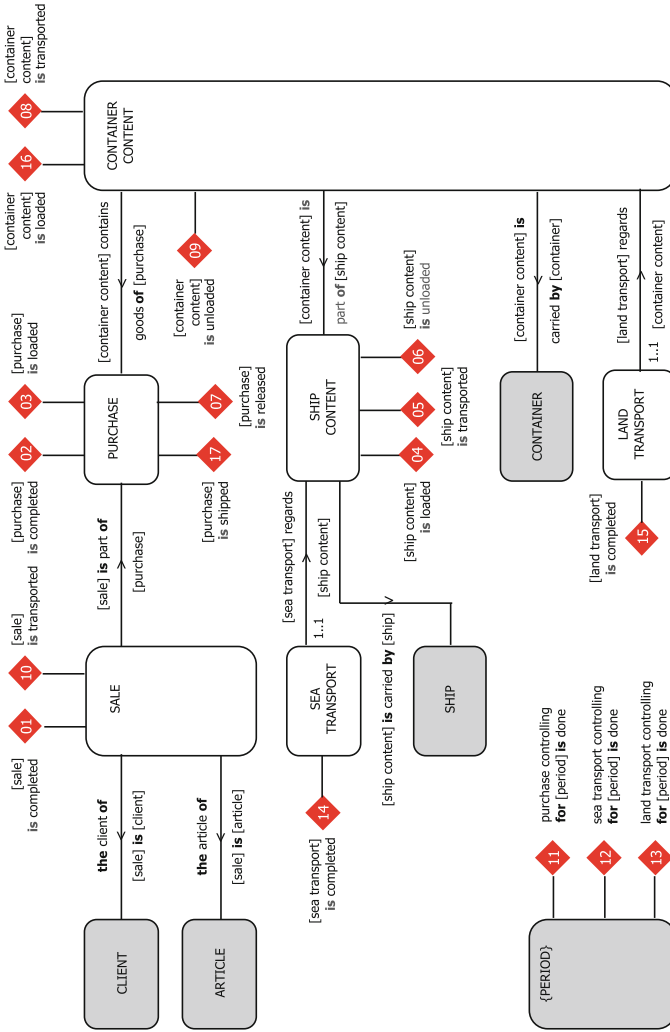 [container
content]
is transported
08
16
[container
content]
is loaded
CONTAINER
CONTENT
[container content] contains
goods of [purchase]
09
[container
content]
is unloaded
[container content] is
part of [ship content]
[container content] is
carried by [container]
[land transport] regards
1..1
[container content]
[purchase]
is loaded
03
02
[purchase]
is completed
PURCHASE
07
[purchase]
is released
17
[purchase]
is shipped
SHIP
CONTENT
[ship content]
is unloaded
06
05
[ship content]
is transported
04
[ship content]
is loaded
CONTAINER
LAND
TRANSPORT
15
[land transport]
is completed
[sale] is part of
[purchase]
[sea transport] regards
1..1
[ship content]
[ship content] is carried by [ship]
[sale]
is transported
10
01
[sale]
is completed
SALE
SEA
TRANSPORT
SHIP
14
[sea transport]
is completed
the client of
[sale] is [client]
the article of
[sale] is [article]
CLIENT
ARTICLE
{PERIOD}
11
purchase controlling
for [period] is done
12
sea transport controlling
for [period] is done
13
land transport controlling
for [period] is done